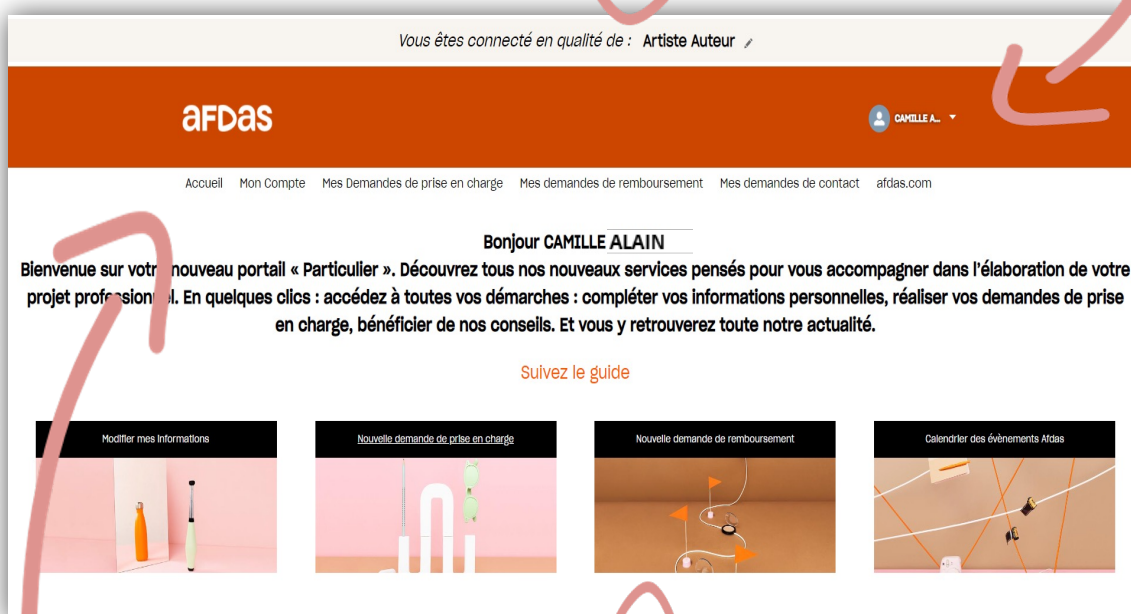 Vous êtes connecté en qualité de : Artiste Auteur
aFDas
CAMILLE A...
Accueil Mon Compte Mes Demandes de prise en charge Mes demandes de remboursement Mes demandes de contact afdas.com
Bonjour CAMILLE ALAIN
Bienvenue sur votre nouveau portail « Particulier ». Découvrez tous nos nouveaux services pensés pour vous accompagner dans l'élaboration de votre
projet professionnel. En quelques clics : accédez à toutes vos démarches : compléter vos informations personnelles, réaliser vos demandes de prise
en charge, bénéficier de nos conseils. Et vous y retrouverez toute notre actualité.
Suivez le guide
Modifier mes Informations
Nouvelle demande de prise en charge
Nouvelle demande de remboursement
Calendrier des évènements Afdas